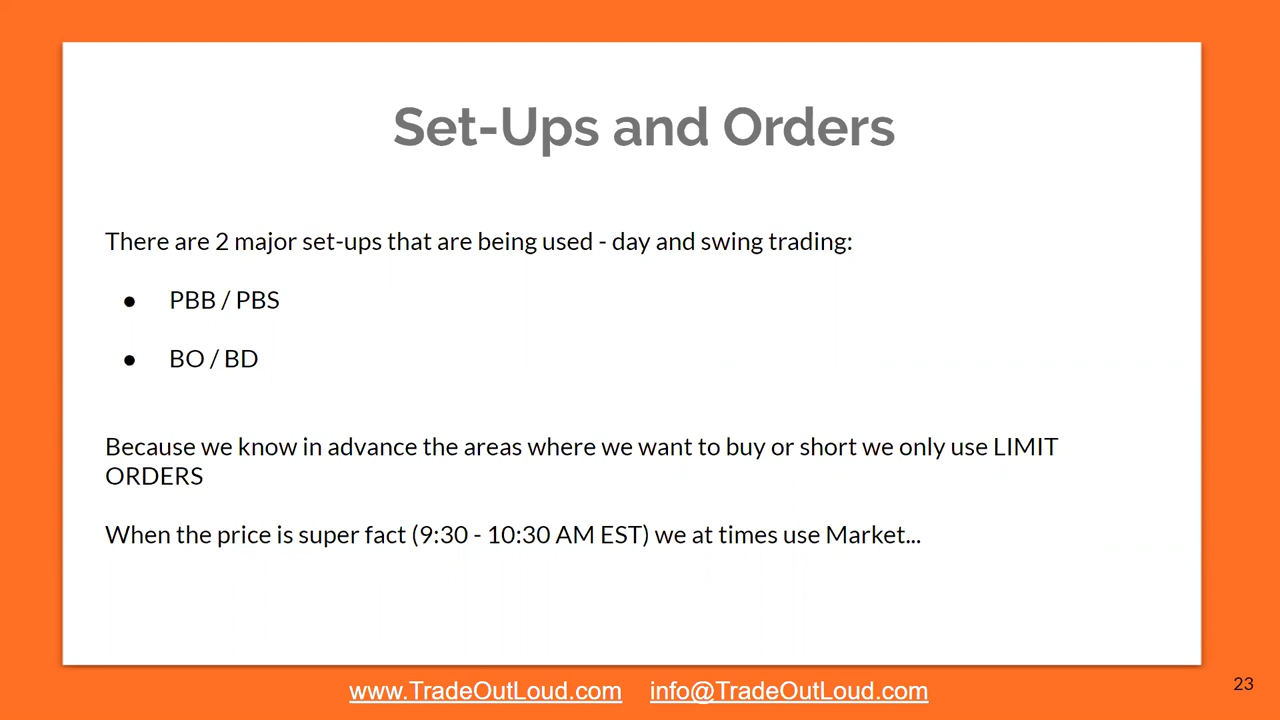 Set-Ups and Orders
There are 2 major set-ups that are being used - day and swing trading:
● PBB / PBS
● BO / BD
Because we know in advance the areas where we want to buy or short we only use LIMIT
ORDERS
When the price is super fact (9:30 - 10:30 AM EST) we at times use Market...
www.TradeOutLoud.com info@TradeOutLoud.com
23